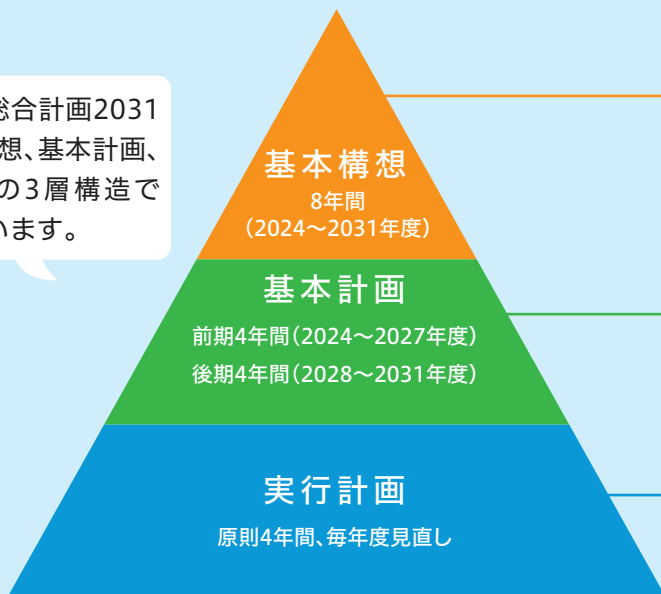 総合計画2031
想、基本計画、
の3層構造で
います。
基本構想
8年間
（2024～2031年度）
基本計画
前期4年間（2024～2027年度）
後期4年間（2028～2031年度）
実行計画
原則4年間、毎年度見直し